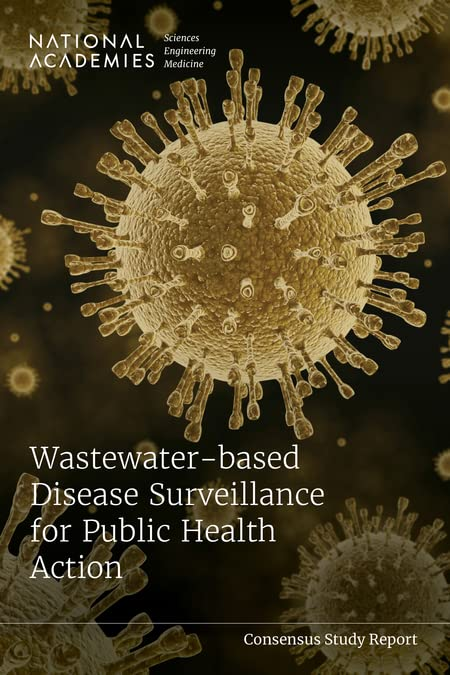 NATIONAL
ACADEMIES
Sciences
Engineering
Medicine
Wastewater-based
Disease Surveillance
for Public Health
Action
Consensus Study Report